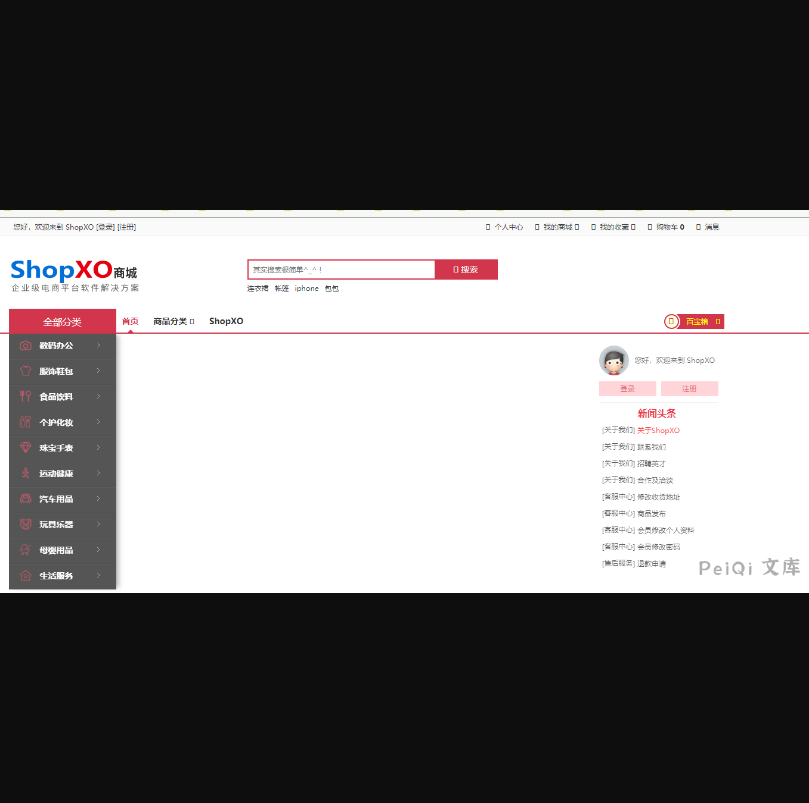 您好，欢迎来到 ShopXO [登录] [注册]
个人中心 我的商城 我的收藏 购物车 0 消息
ShopXO商城
企业级电商平台软件解决方案
其实搜索很简单^_^ !
搜索
连衣裙 帐篷 iphone 包包
全部分类
首页 商品分类 ShopXO
百宝箱
数码办公
服饰鞋包
食品饮料
个护化妆
珠宝手表
运动健康
汽车用品
玩具乐器
母婴用品
生活服务
您好，欢迎来到 ShopXO
登录 注册
新闻头条
[关于我们] 关于ShopXO
[关于我们] 联系我们
[关于我们] 招聘英才
[关于我们] 合作及洽谈
[客服中心] 修改收货地址
[客服中心] 商品发布
[客服中心] 会员修改个人资料
[客服中心] 会员修改密码
[售后服务] 退款申请
PeiQi 文库